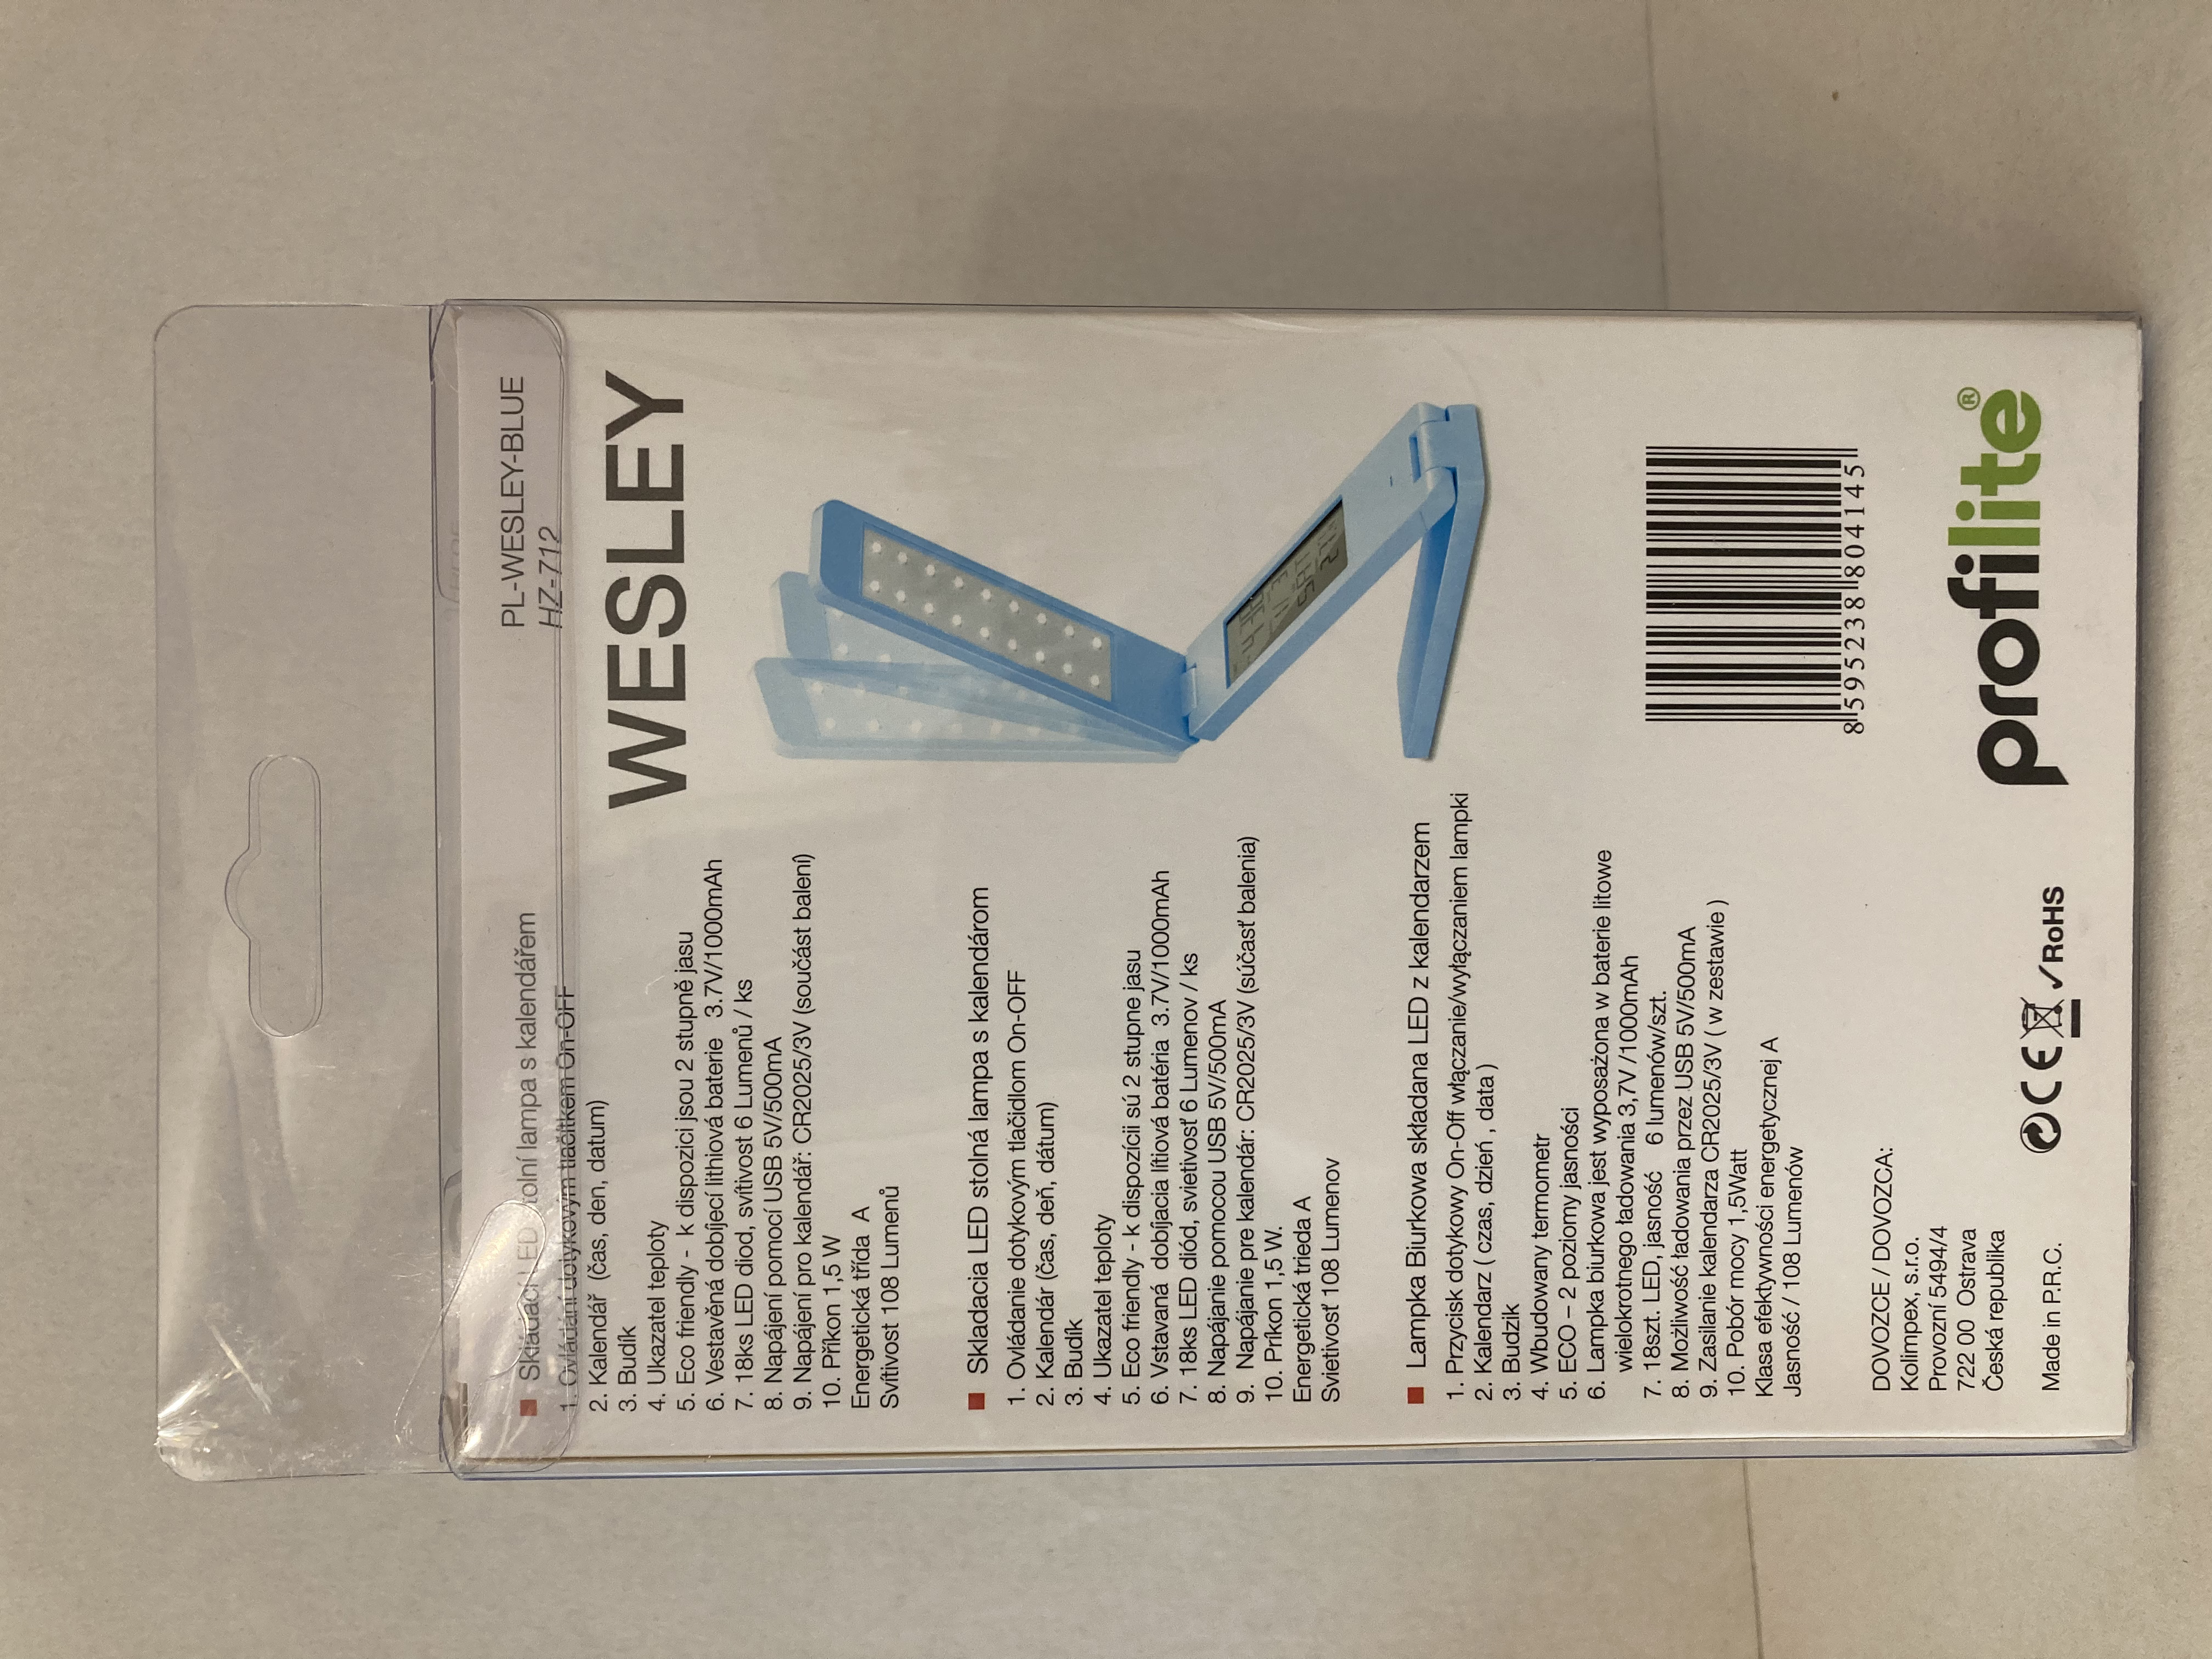 PL-WESLEY-BLUE
HZ-712
WESLEY
Skládací LED stolní lampa s kalendářem
1. Ovládání dotykovým tlačítkem On-OFF
2. Kalendář (čas, den, datum)
3. Budík
4. Ukazatel teploty
5. Eco friendly - k dispozici jsou 2 stupně jasu
6. Vestavěná dobíjecí lithiová baterie 3.7V/1000mAh
7. 18ks LED diod, svítivost 6 Lumenů / ks
8. Napájení pomocí USB 5V/500mA
9. Napájení pro kalendář: CR2025/3V (součást balení)
10. Příkon 1,5 W
Energetická třída A
Svítivost 108 Lumenů
Skladacia LED stolná lampa s kalendárom
1. Ovládanie dotykovým tlačidlom On-OFF
2. Kalendár (čas, deň, dátum)
3. Budík
4. Ukazatel teploty
5. Eco friendly - k dispozícii sú 2 stupne jasu
6. Vstavaná dobíjacia lítiová batéria 3.7V/1000mAh
7. 18ks LED diód, svietivosť 6 Lumenov / ks
8. Napájanie pomocou USB 5V/500mA
9. Napájanie pre kalendár: CR2025/3V (súčasť balenia)
10. Príkon 1,5 W.
Energetická trieda A
Svietivosť 108 Lumenov
Lampka Biurkowa składana LED z kalendarzem
1. Przycisk dotykowy On-Off włączanie/wyłączaniem lampki
2. Kalendarz ( czas, dzień , data )
3. Budzik
4. Wbudowany termometr
5. ECO – 2 poziomy jasności
6. Lampka biurkowa jest wyposażona w baterie litowe
wielokrotnego ładowania 3,7V /1000mAh
7. 18szt. LED, jasność 6 lumenów/szt.
8. Możliwość ładowania przez USB 5V/500mA
9. Zasilanie kalendarza CR2025/3V ( w zestawie )
10. Pobór mocy 1,5Watt
Klasa efektywności energetycznej A
Jasność / 108 Lumenów
8 595238 804145
DOVOZCE / DOVOZCA:
Kolimpex, s.r.o.
Provozní 5494/4
722 00 Ostrava
Česká republika
Made in P.R.C.
CE ✓RoHS
profilite®